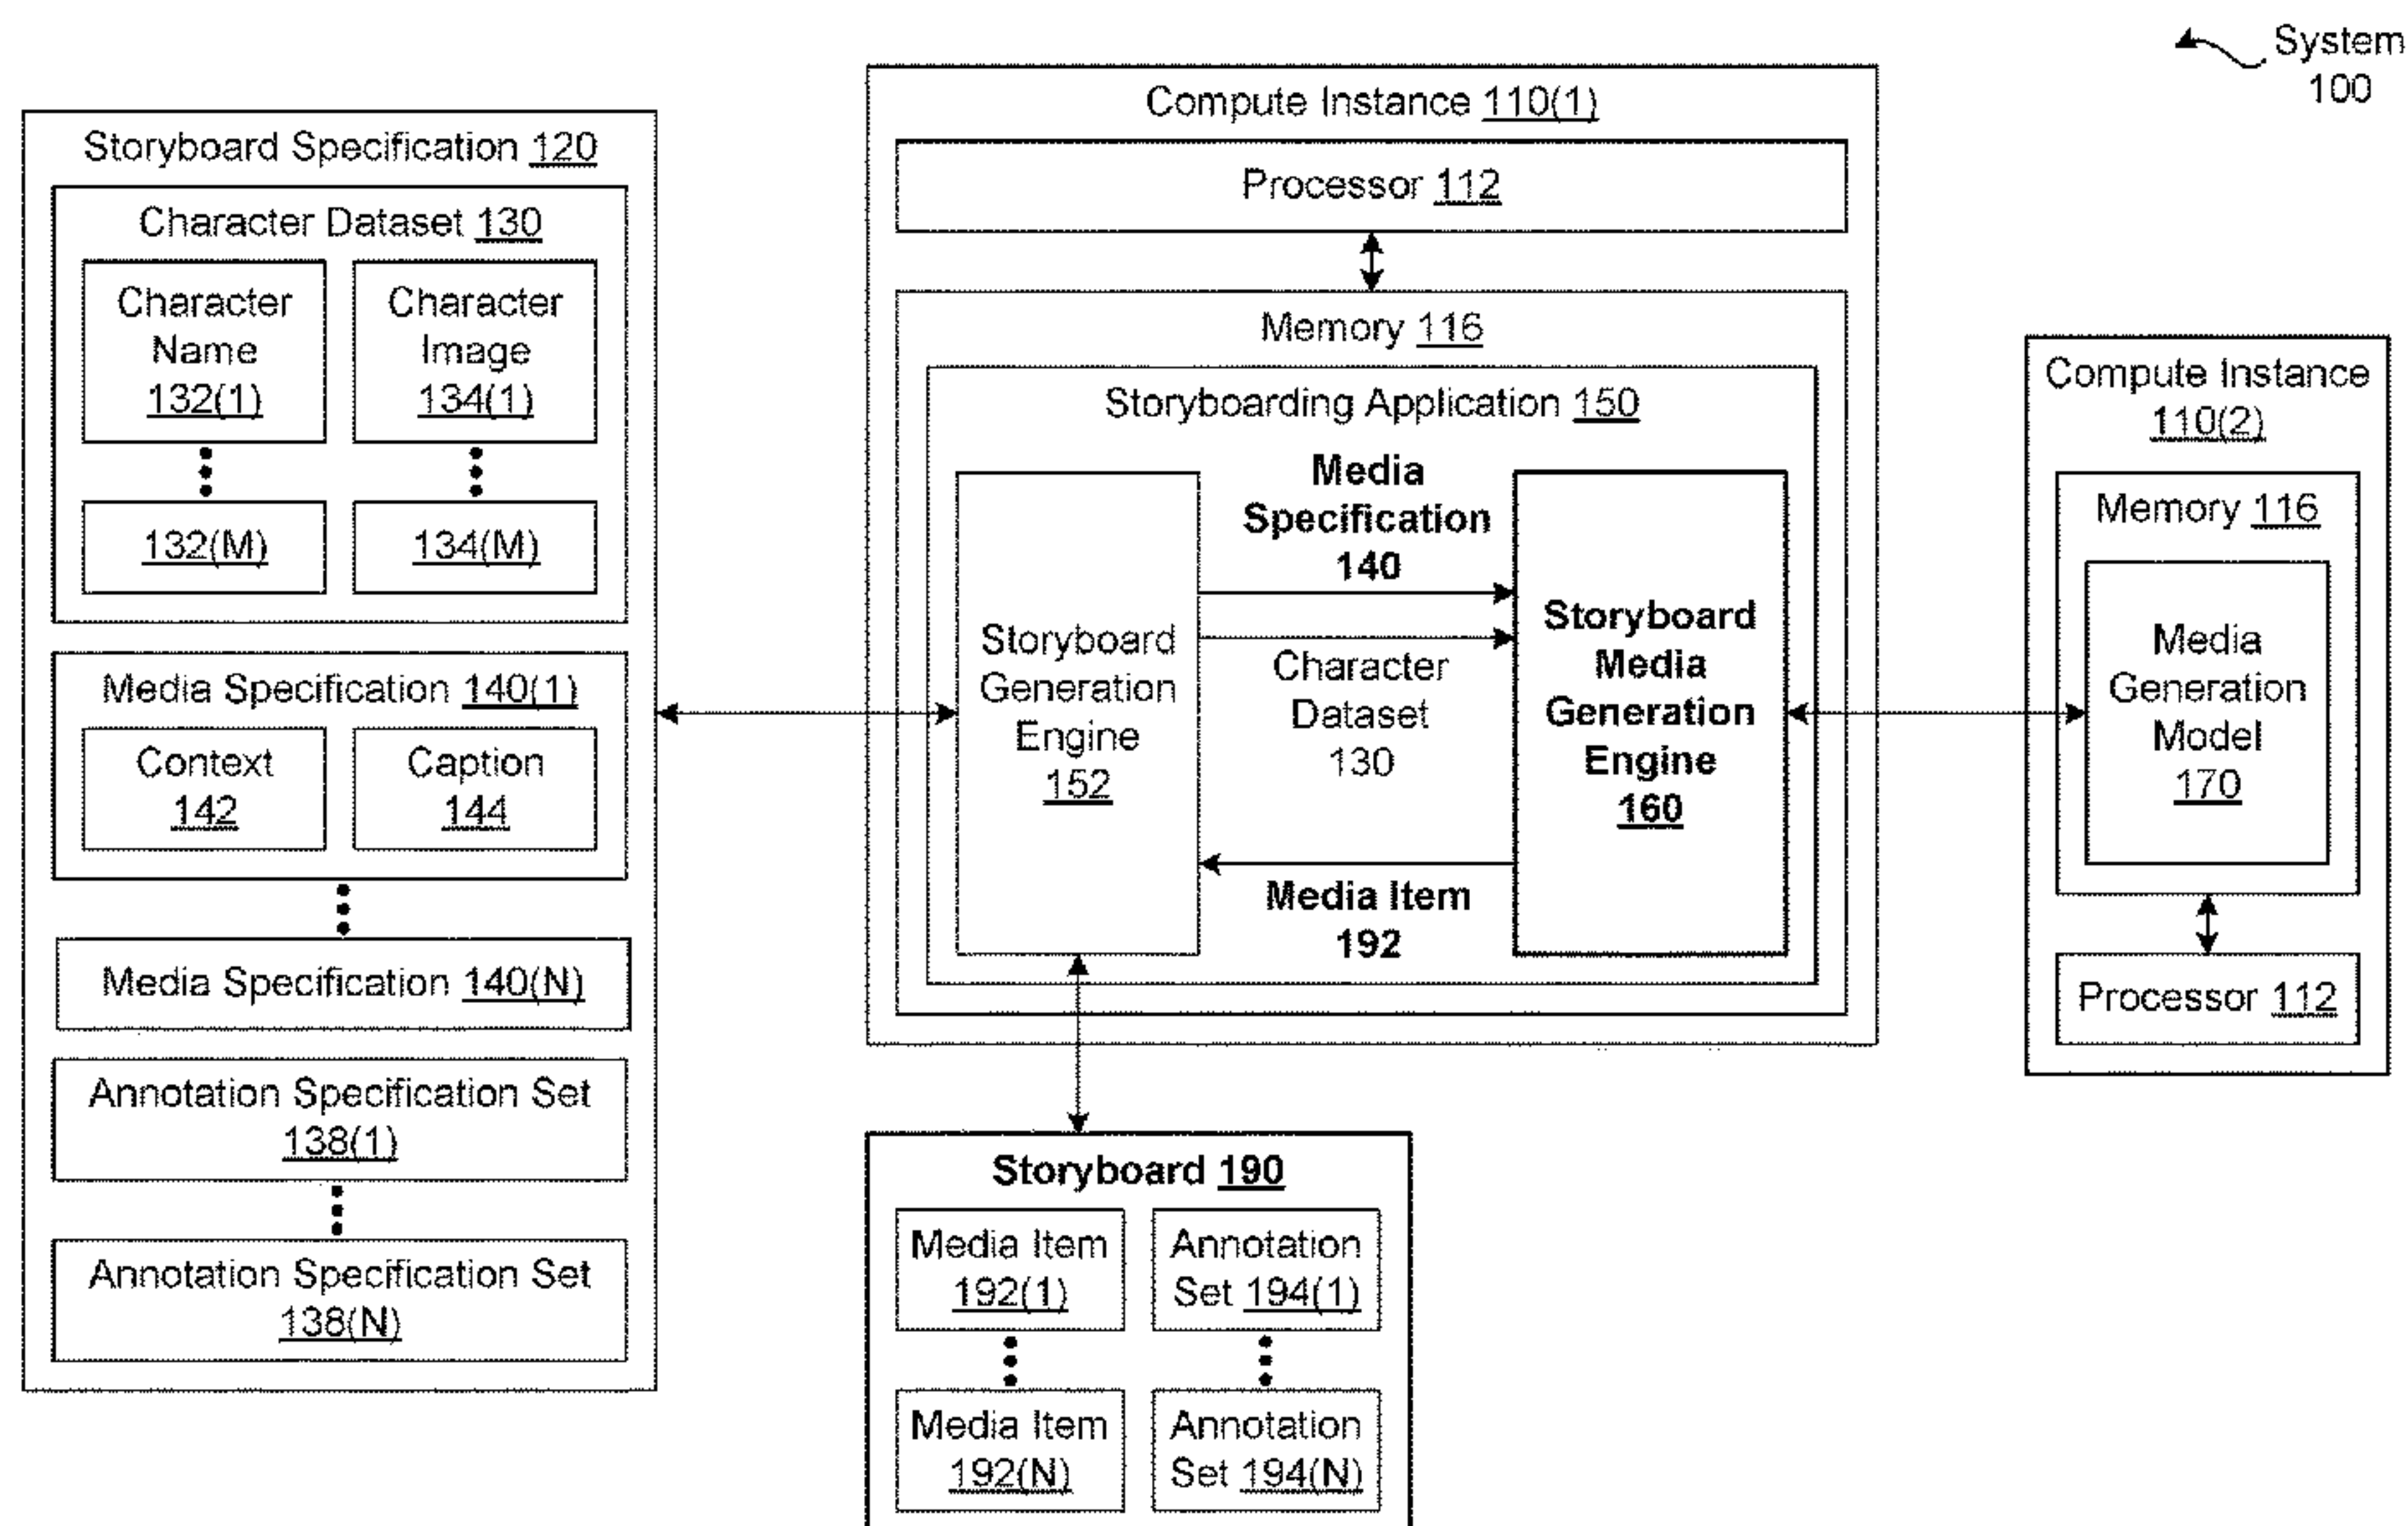 System
100
Storyboard Specification 120
Character Dataset 130
Character
Name
132(1)
Character
Image
134(1)
132(M)
134(M)
Media Specification 140(1)
Context
142
Caption
144
Media Specification 140(N)
Annotation Specification Set
138(1)
Annotation Specification Set
138(N)
Compute Instance 110(1)
Processor 112
Memory 116
Storyboarding Application 150
Storyboard
Generation
Engine
152
Media
Specification
140
Character
Dataset
130
Media Item
192
Storyboard
Media
Generation
Engine
160
Compute Instance
110(2)
Memory 116
Media
Generation
Model
170
Processor 112
Storyboard 190
Media Item
192(1)
Annotation
Set 194(1)
Media Item
192(N)
Annotation
Set 194(N)